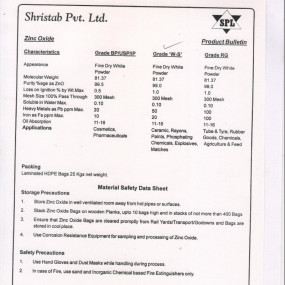 Shristab Pvt. Ltd.
SPL
Zinc Oxide
Product Bulletin
Characteristics Grade BP/USP/IP Grade 'W-S' Grade RG
Appearance Fine Dry White Fine Dry White Fine Dry White
Powder Powder Powder
Molecular Weight 81.37 81.37 81.37
Purity %age as ZnO 99.5 99.0 98.5
Loss on Ignition % by Wt.Max 0.5 1.0 1.0
Mesh Size 100% Pass Through 300 Mesh 300 Mesh 300 Mesh
Soluble in Water Max. 0.10 0.10 0.10
Heavy Metals as Pb ppm Max. 20 50 200
Iron as Fe ppm Max 10 20 100
Oil Absorption 11-16 11-16 11-16
Applications Cosmetics, Ceramic, Rayons, Tube & Tyre, Rubber
Pharmaceuticals Paints, Phosphating Goods, Chemicals,
Chemicals, Explosives, Agriculture & Feed
Matches
Packing
Laminated HDPE Bags 25 Kgs net weight.
Material Safety Data Sheet
Storage Precautions
1. Store Zinc Oxide in well ventilated room away from hot pipes or surfaces.
2. Stack Zinc Oxide Bags on wooden Planks, upto 10 bags high and in stacks of not more than 400 Bags
3. Ensure that Zinc Oxide Bags are cleared promptly from Rail Yards/Transport/Godowns and Bags are stored in cool and dry place.
4. Use Corrosion Resistance Equipment for sampling and processing of Zinc Oxide.
Safety Precautions
1. Use Hand Gloves and Dust Masks while handling during process.
2. In case of Fire, use sand and Inorganic Chemical based Fire Extinguishers only.